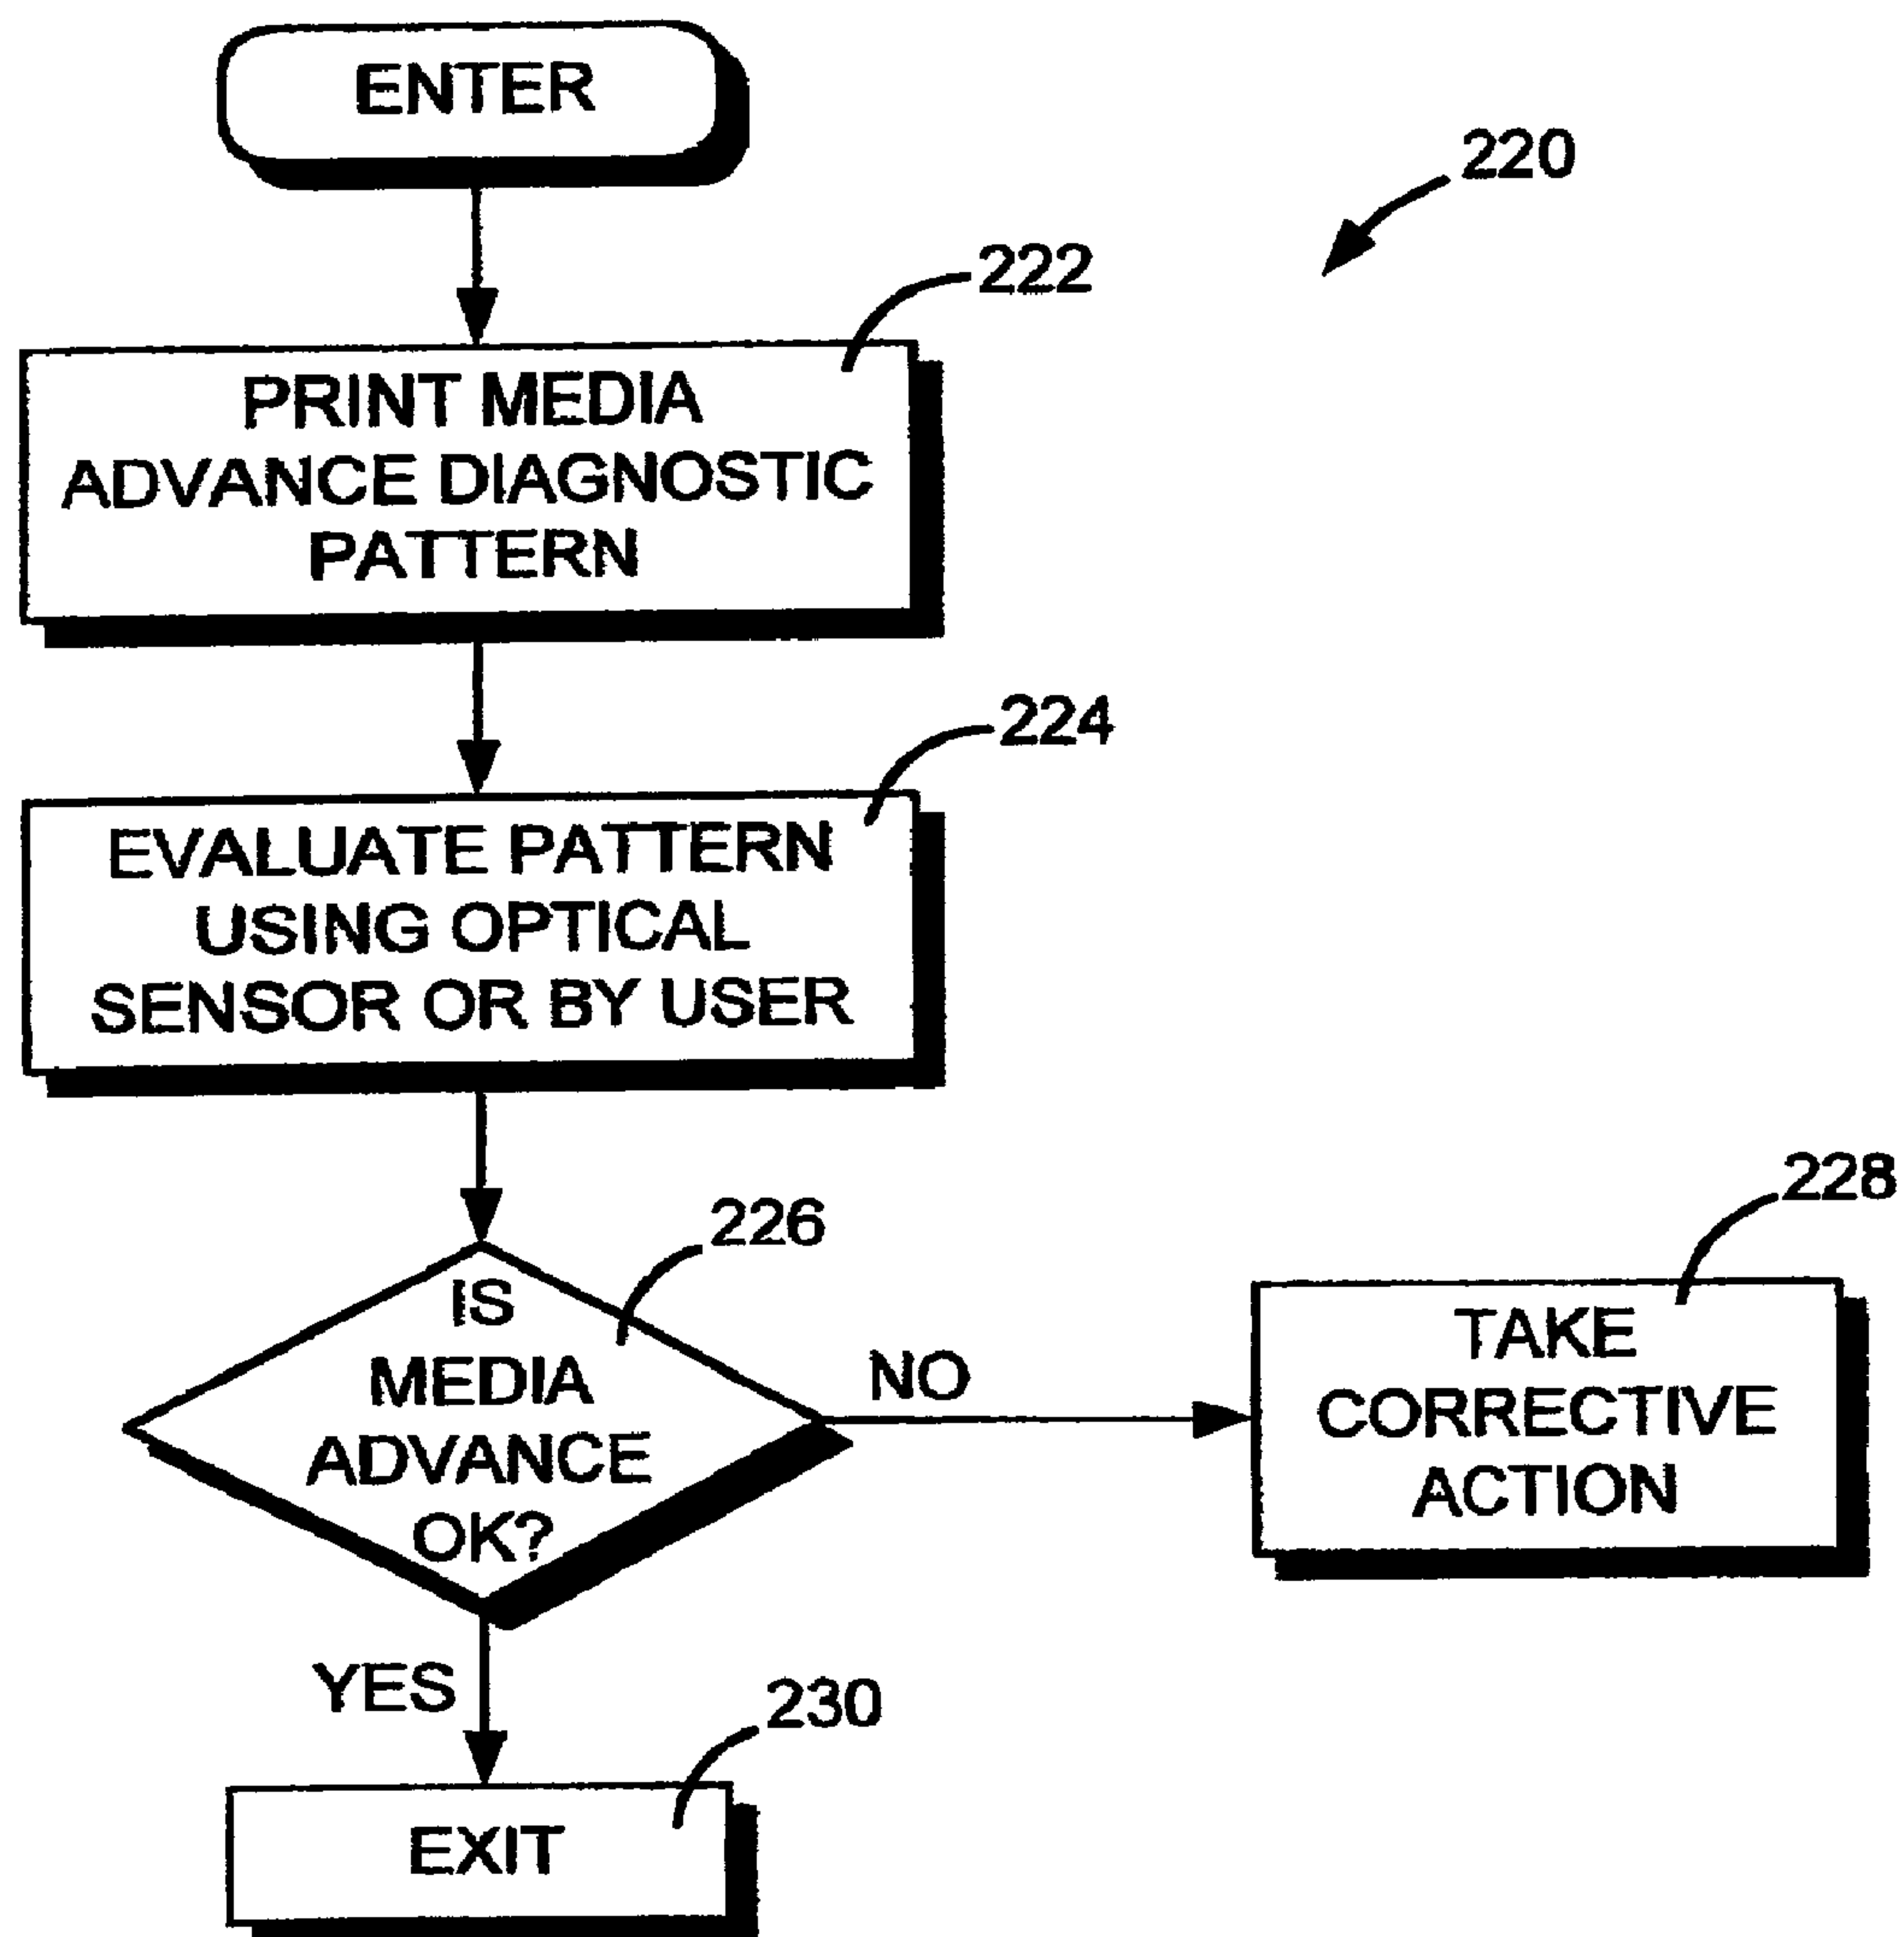 ENTER
220
222
PRINT MEDIA
ADVANCE DIAGNOSTIC
PATTERN
224
EVALUATE PATTERN
USING OPTICAL
SENSOR OR BY USER
226
IS
MEDIA
ADVANCE
OK?
NO
228
TAKE
CORRECTIVE
ACTION
YES
230
EXIT